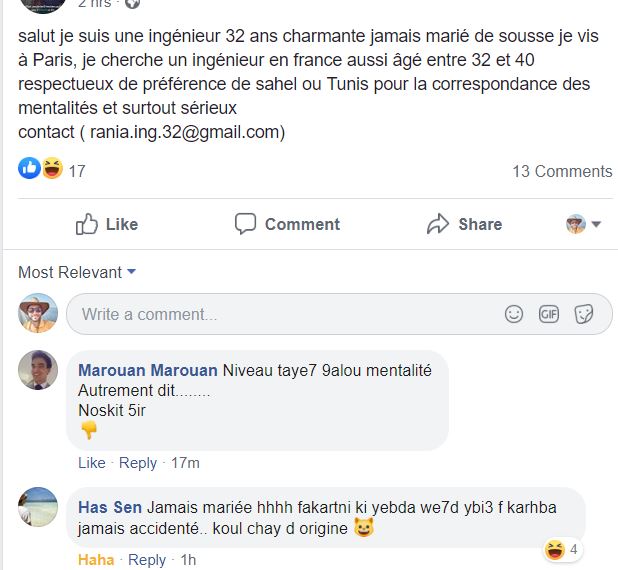 2 hrs ·
salut je suis une ingénieur 32 ans charmante jamais marié de sousse je vis
à Paris, je cherche un ingénieur en france aussi âgé entre 32 et 40
respectueux de préférence de sahel ou Tunis pour la correspondance des
mentalités et surtout sérieux
contact ( rania.ing.32@gmail.com)
17
13 Comments
Like
Comment
Share
Most Relevant
Write a comment...
GIF
Marouan Marouan Niveau taye7 9alou mentalité
Autrement dit........
Noskit 5ir
👇
Like · Reply · 17m
Has Sen Jamais mariée hhhh fakartni ki yebda we7d ybi3 f karhba
jamais accidenté.. koul chay d origine 😺
4
Haha · Reply · 1h